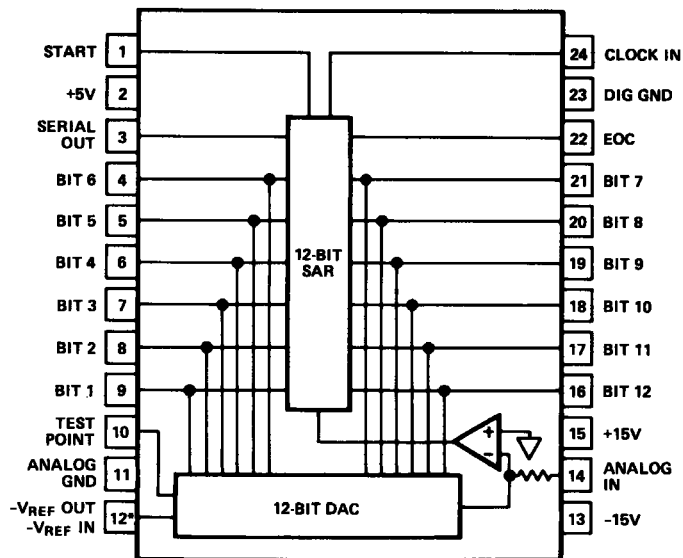 START 1
+5V 2
SERIAL
OUT 3
BIT 6 4
BIT 5 5
BIT 4 6
BIT 3 7
BIT 2 8
BIT 1 9
TEST
POINT 10
ANALOG
GND 11
-VREF OUT
-VREF IN 12*
12-BIT
SAR
+
-
12-BIT DAC
24 CLOCK IN
23 DIG GND
22 EOC
21 BIT 7
20 BIT 8
19 BIT 9
18 BIT 10
17 BIT 11
16 BIT 12
15 +15V
14 ANALOG
IN
13 -15V